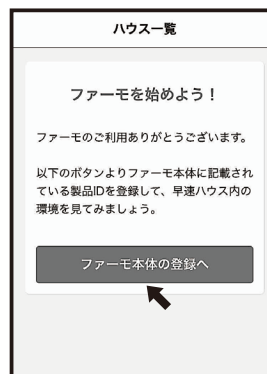 ハウス一覧
ファーモを始めよう！
ファーモのご利用ありがとうございます。
以下のボタンよりファーモ本体に記載され
ている製品IDを登録して、早速ハウス内の
環境を見てみましょう。
ファーモ本体の登録へ